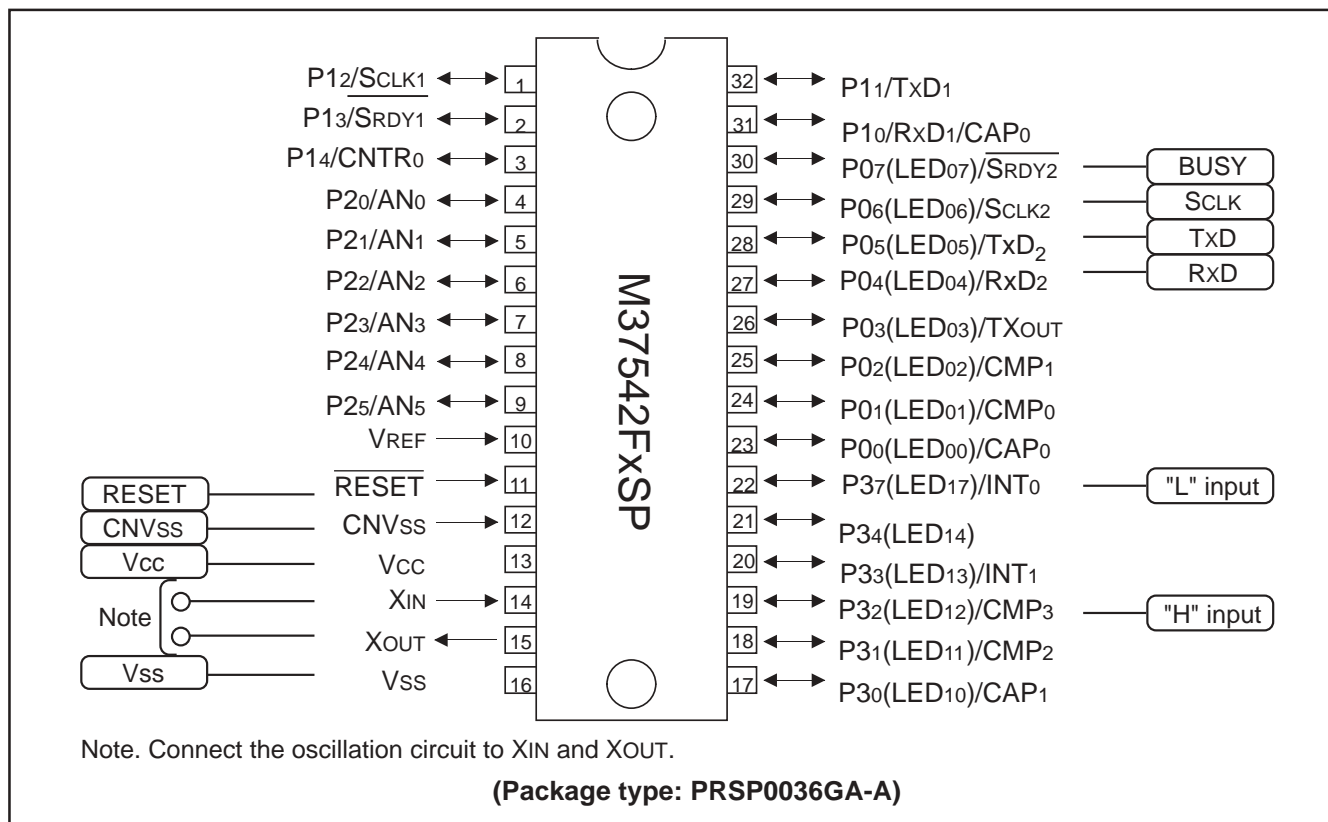 P12/SCLK1 1 32 P11/TXD1
P13/SRDY1 2 31 P10/RXD1/CAP0
P14/CNTR0 3 30 P07(LED07)/SRDY2 BUSY
P20/AN0 4 29 P06(LED06)/SCLK2 SCLK
P21/AN1 5 28 P05(LED05)/TxD2 TXD
P22/AN2 6 27 P04(LED04)/RxD2 RXD
P23/AN3 7 26 P03(LED03)/TXOUT
P24/AN4 8 25 P02(LED02)/CMP1
P25/AN5 9 24 P01(LED01)/CMP0
VREF 10 23 P00(LED00)/CAP0
RESET RESET 11 22 P37(LED17)/INT0 "L" input
CNVSS CNVSS 12 21 P34(LED14)
Vcc VCC 13 20 P33(LED13)/INT1
XIN 14 19 P32(LED12)/CMP3 "H" input
Note
XOUT 15 18 P31(LED11)/CMP2
Vss VSS 16 17 P30(LED10)/CAP1
M37542FxSP
Note. Connect the oscillation circuit to XIN and XOUT.
(Package type: PRSP0036GA-A)